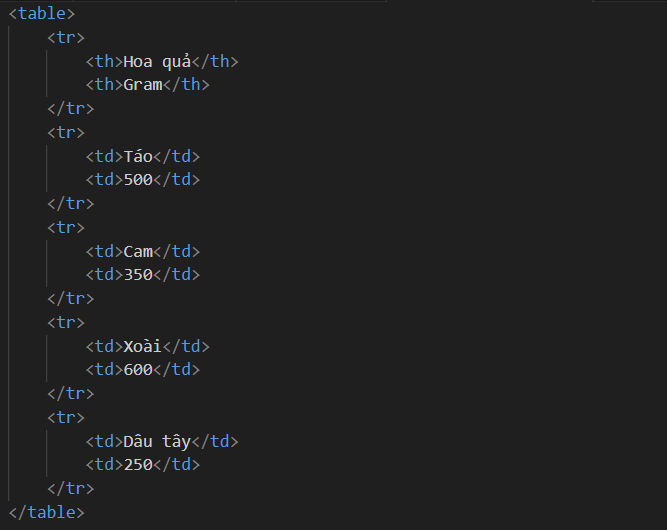 <table>
<tr>
<th>Hoa quả</th>
<th>Gram</th>
</tr>
<tr>
<td>Táo</td>
<td>500</td>
</tr>
<tr>
<td>Cam</td>
<td>350</td>
</tr>
<tr>
<td>Xoài</td>
<td>600</td>
</tr>
<tr>
<td>Dâu tây</td>
<td>250</td>
</tr>
</table>